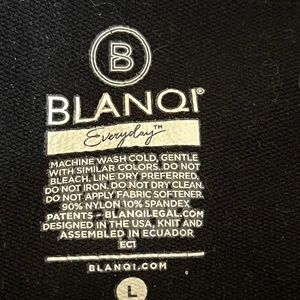 B
BLANQI®
Everyday™
MACHINE WASH COLD, GENTLE
WITH SIMILAR COLORS. DO NOT
BLEACH, LINE DRY PREFERRED,
DO NOT IRON. DO NOT DRY CLEAN.
DO NOT APPLY FABRIC SOFTENER.
90% NYLON 10% SPANDEX
PATENTS - BLANQILEGAL.COM
DESIGNED IN THE USA, KNIT AND
ASSEMBLED IN ECUADOR
EC1
BLANQI.COM
L